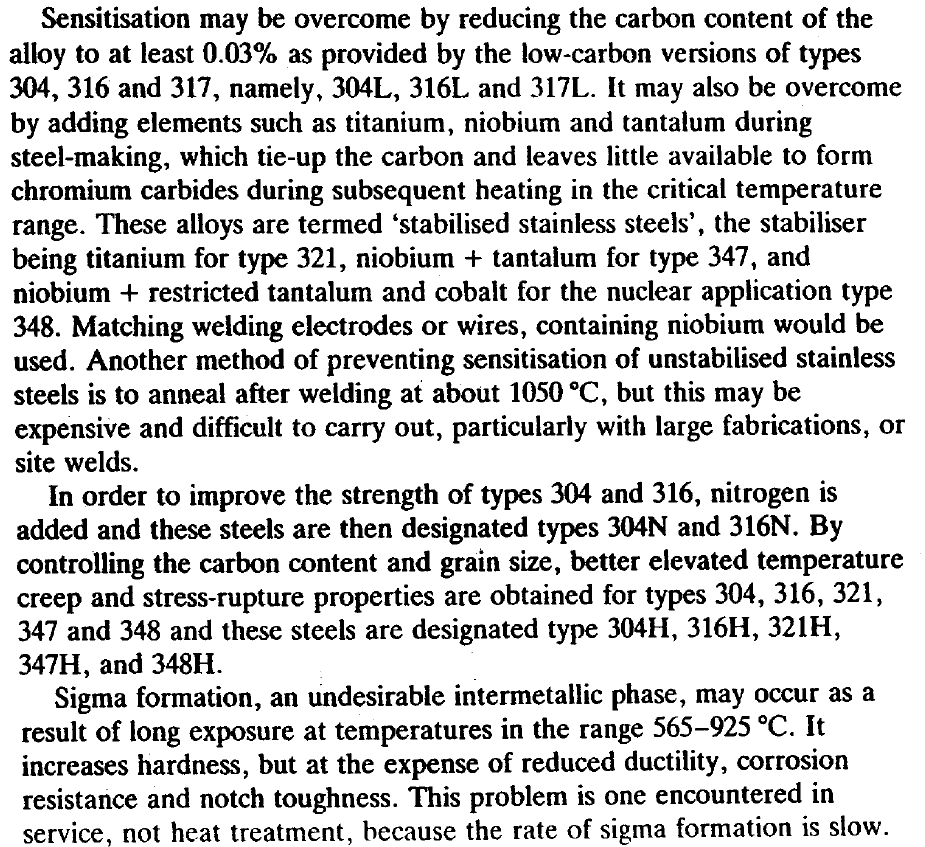 Sensitisation may be overcome by reducing the carbon content of the
alloy to at least 0.03% as provided by the low-carbon versions of types
304, 316 and 317, namely, 304L, 316L and 317L. It may also be overcome
by adding elements such as titanium, niobium and tantalum during
steel-making, which tie-up the carbon and leaves little available to form
chromium carbides during subsequent heating in the critical temperature
range. These alloys are termed ‘stabilised stainless steels’, the stabiliser
being titanium for type 321, niobium + tantalum for type 347, and
niobium + restricted tantalum and cobalt for the nuclear application type
348. Matching welding electrodes or wires, containing niobium would be
used. Another method of preventing sensitisation of unstabilised stainless
steels is to anneal after welding at about 1050 °C, but this may be
expensive and difficult to carry out, particularly with large fabrications, or
site welds.
In order to improve the strength of types 304 and 316, nitrogen is
added and these steels are then designated types 304N and 316N. By
controlling the carbon content and grain size, better elevated temperature
creep and stress-rupture properties are obtained for types 304, 316, 321,
347 and 348 and these steels are designated type 304H, 316H, 321H,
347H, and 348H.
Sigma formation, an undesirable intermetallic phase, may occur as a
result of long exposure at temperatures in the range 565–925 °C. It
increases hardness, but at the expense of reduced ductility, corrosion
resistance and notch toughness. This problem is one encountered in
service, not heat treatment, because the rate of sigma formation is slow.